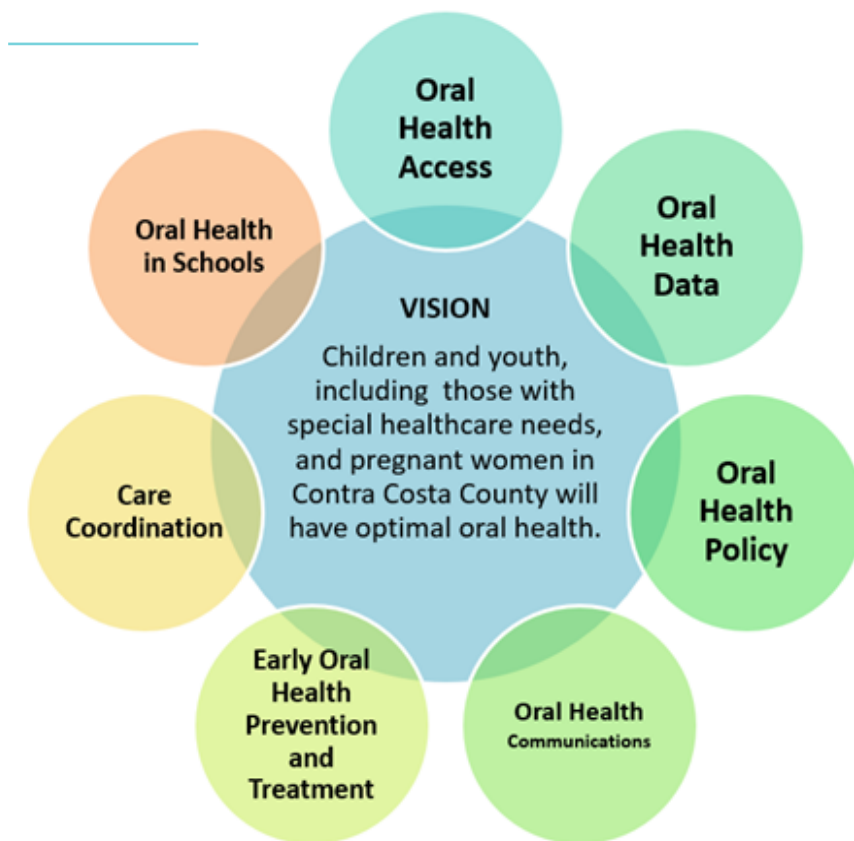 Oral
Health
Access
Oral
Health
Data
Oral
Health
Policy
Oral Health
Communications
Early Oral
Health
Prevention
and
Treatment
Care
Coordination
Oral Health
in Schools
VISION
Children and youth,
including those with
special healthcare needs,
and pregnant women in
Contra Costa County will
have optimal oral health.